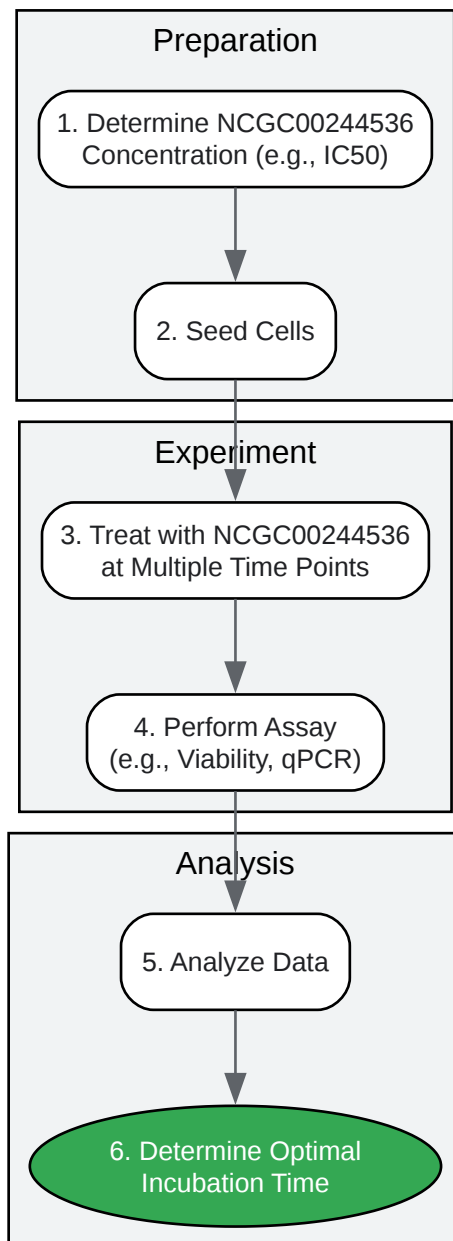 Preparation
1. Determine NCGC00244536
Concentration (e.g., IC50)
2. Seed Cells
Experiment
3. Treat with NCGC00244536
at Multiple Time Points
4. Perform Assay
(e.g., Viability, qPCR)
Analysis
5. Analyze Data
6. Determine Optimal
Incubation Time